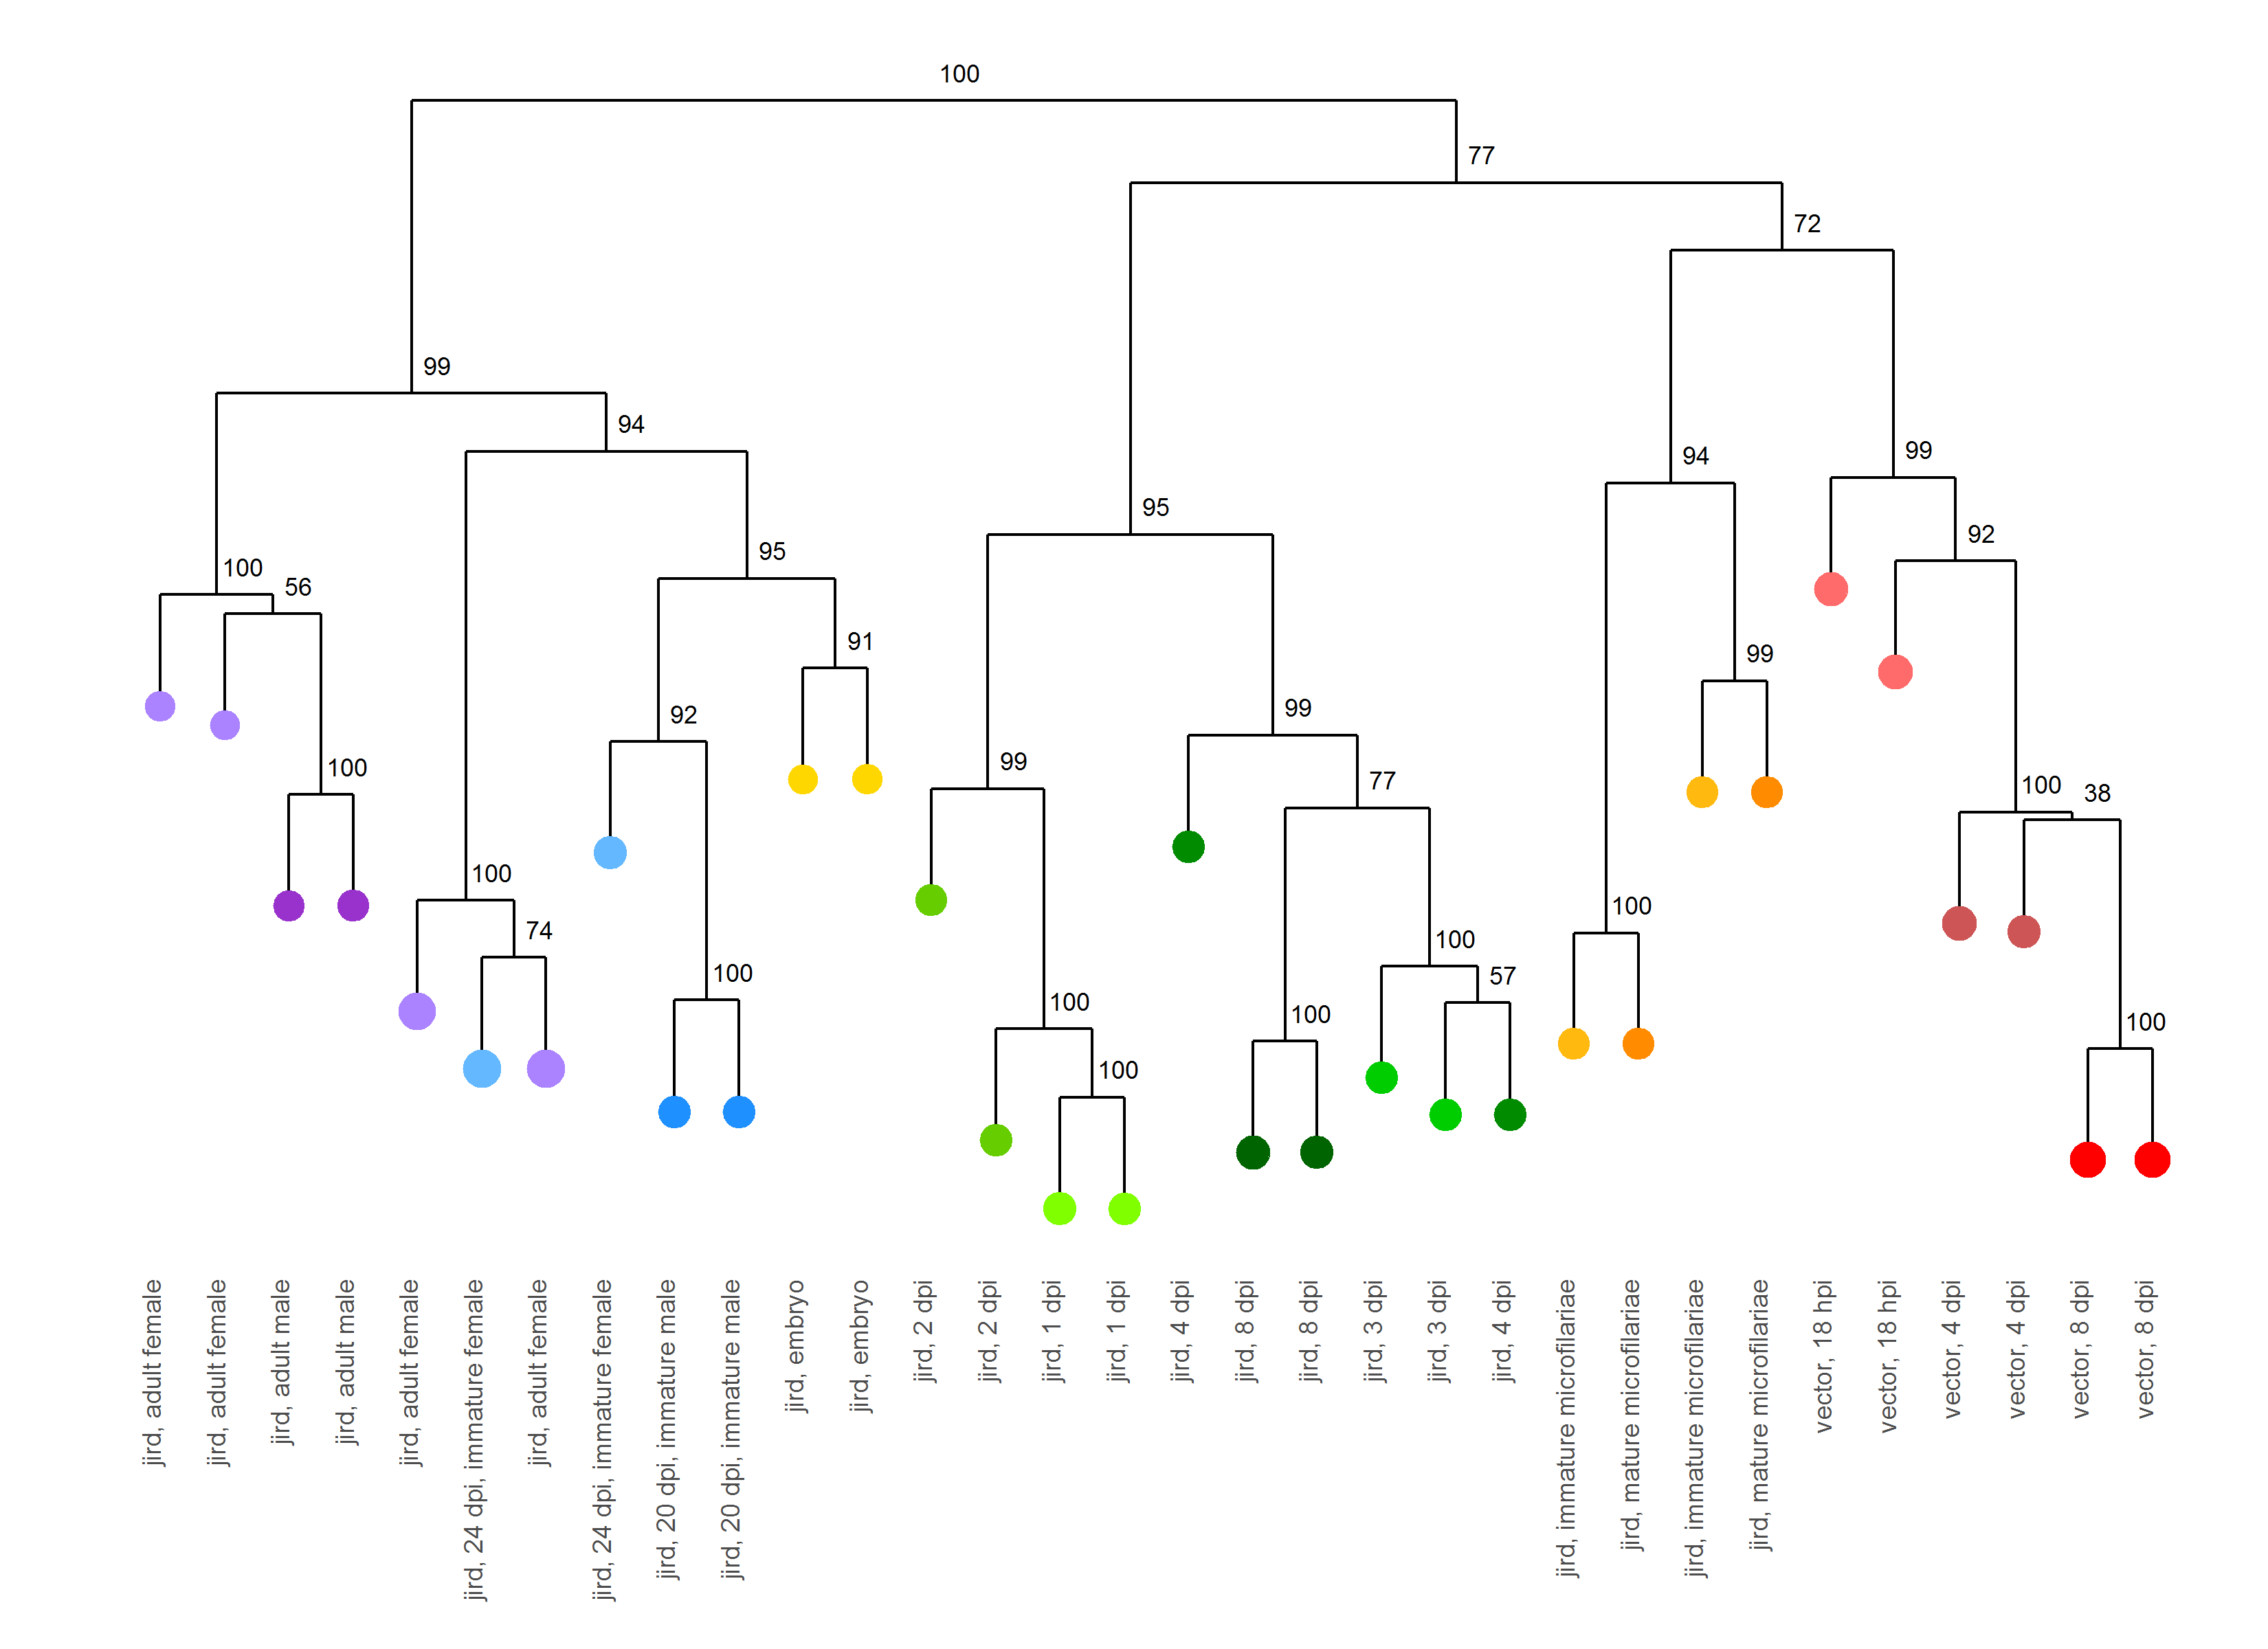 100
77
72
99
94
99
94
95
92
95
100
56
91
99
92
99
100
99
77
100
38
100
74
100
100
57
100
100
100
100
100
jird, adult female
jird, adult female
jird, adult male
jird, adult male
jird, adult female
jird, 24 dpi, immature female
jird, adult female
jird, 24 dpi, immature female
jird, 20 dpi, immature male
jird, 20 dpi, immature male
jird, embryo
jird, embryo
jird, 2 dpi
jird, 2 dpi
jird, 1 dpi
jird, 1 dpi
jird, 4 dpi
jird, 8 dpi
jird, 8 dpi
jird, 3 dpi
jird, 3 dpi
jird, 4 dpi
jird, immature microfilariae
jird, mature microfilariae
jird, immature microfilariae
jird, mature microfilariae
vector, 18 hpi
vector, 18 hpi
vector, 4 dpi
vector, 4 dpi
vector, 8 dpi
vector, 8 dpi